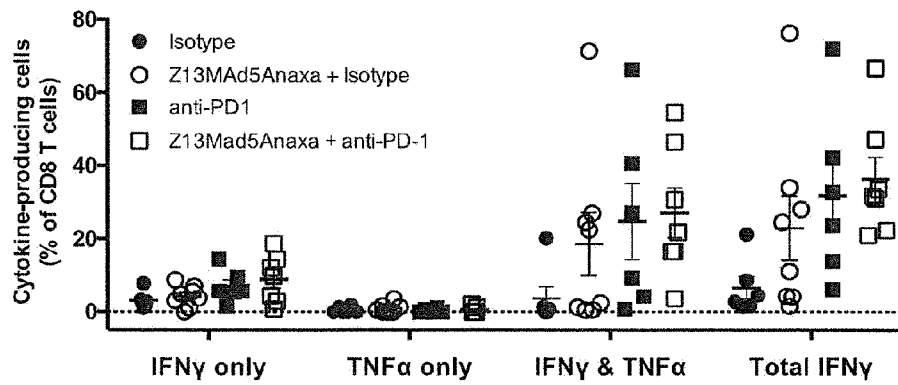 80
60
40
20
0
Cytokine-producing cells
(% of CD8 T cells)
Isotype
Z13MAd5Anaxa + Isotype
anti-PD1
Z13Mad5Anaxa + anti-PD-1
IFNγ only
TNFα only
IFNγ & TNFα
Total IFNγ